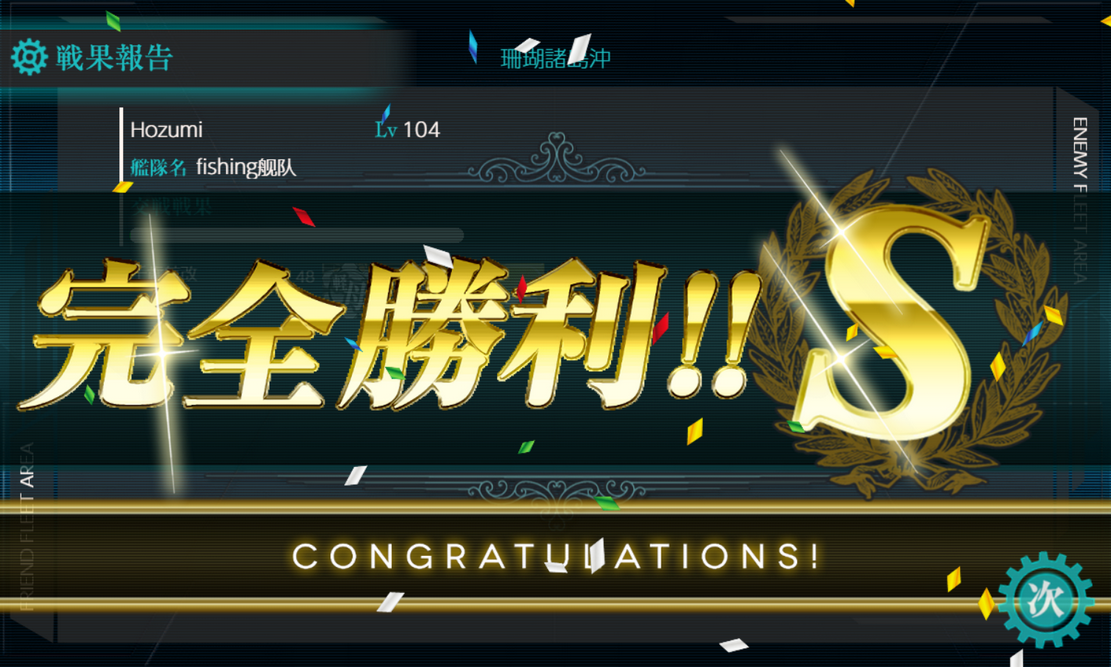 戦果報告
珊瑚諸島沖
Hozumi Lv 104
艦隊名 fishing舰队
ENEMY FLEET AREA
完全勝利!! S
FRIEND FLEET AREA
CONGRATULATIONS!
次